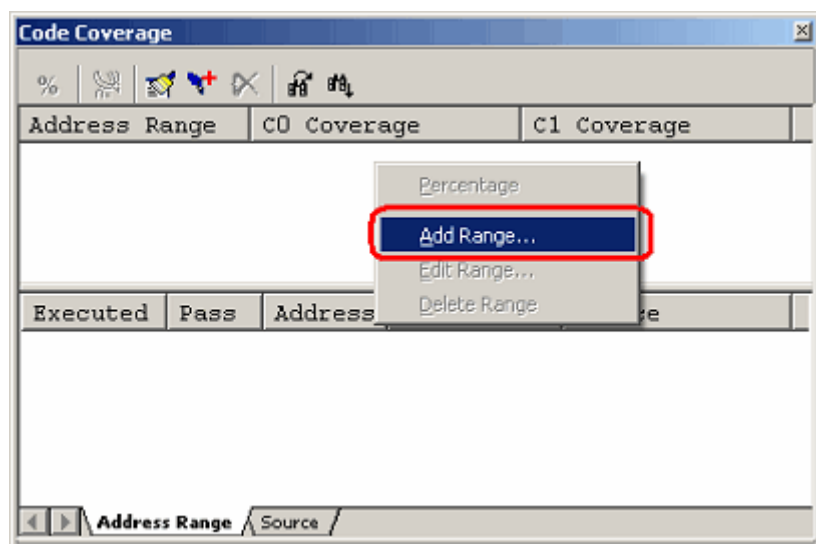 Code Coverage
%
Address Range C0 Coverage C1 Coverage
Percentage
Add Range...
Edit Range...
Delete Range
Executed Pass Address
Address Range Source